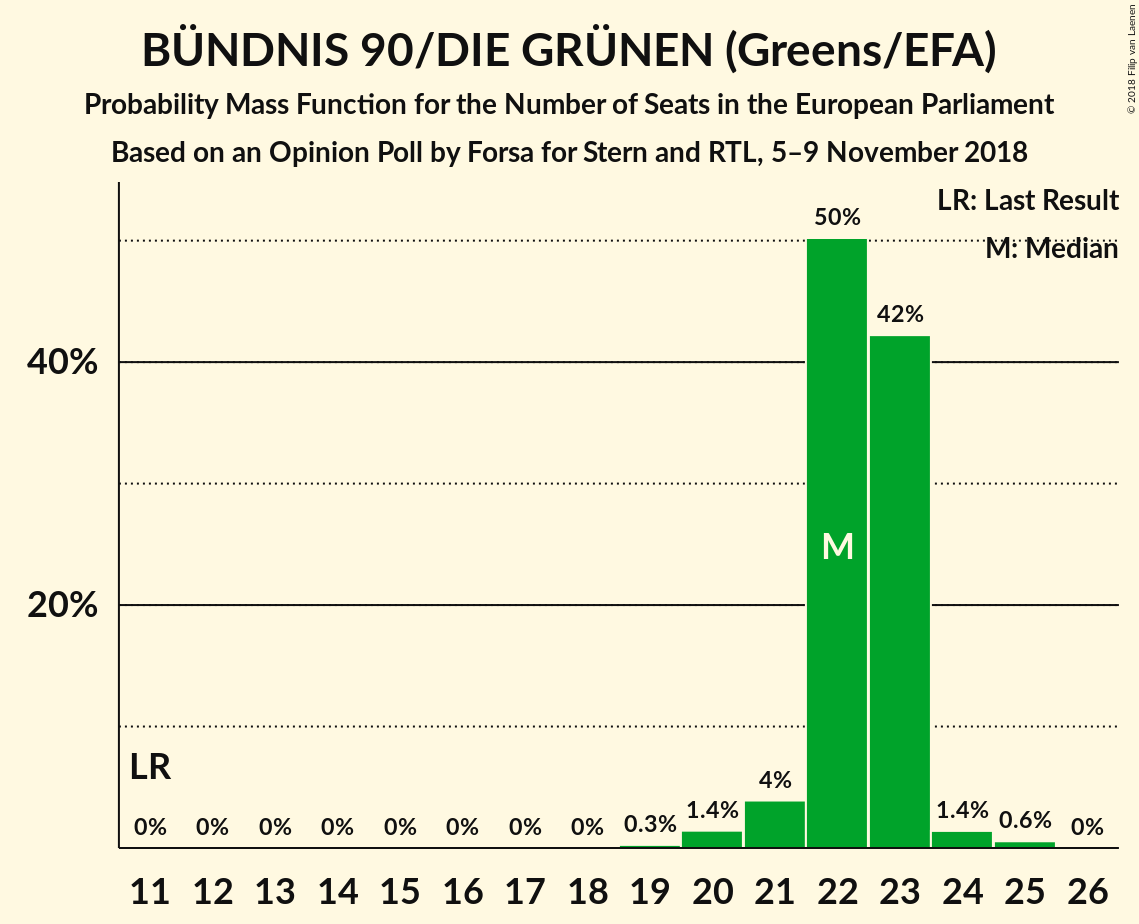 BÜNDNIS 90/DIE GRÜNEN (Greens/EFA)
Probability Mass Function for the Number of Seats in the European Parliament
Based on an Opinion Poll by Forsa for Stern and RTL, 5–9 November 2018
© 2018 Filip van Laenen
LR: Last Result
M: Median
50%
42%
40%
M
20%
LR
0% 0% 0% 0% 0% 0% 0% 0% 0.3% 1.4% 4% 1.4% 0.6% 0%
11 12 13 14 15 16 17 18 19 20 21 22 23 24 25 26